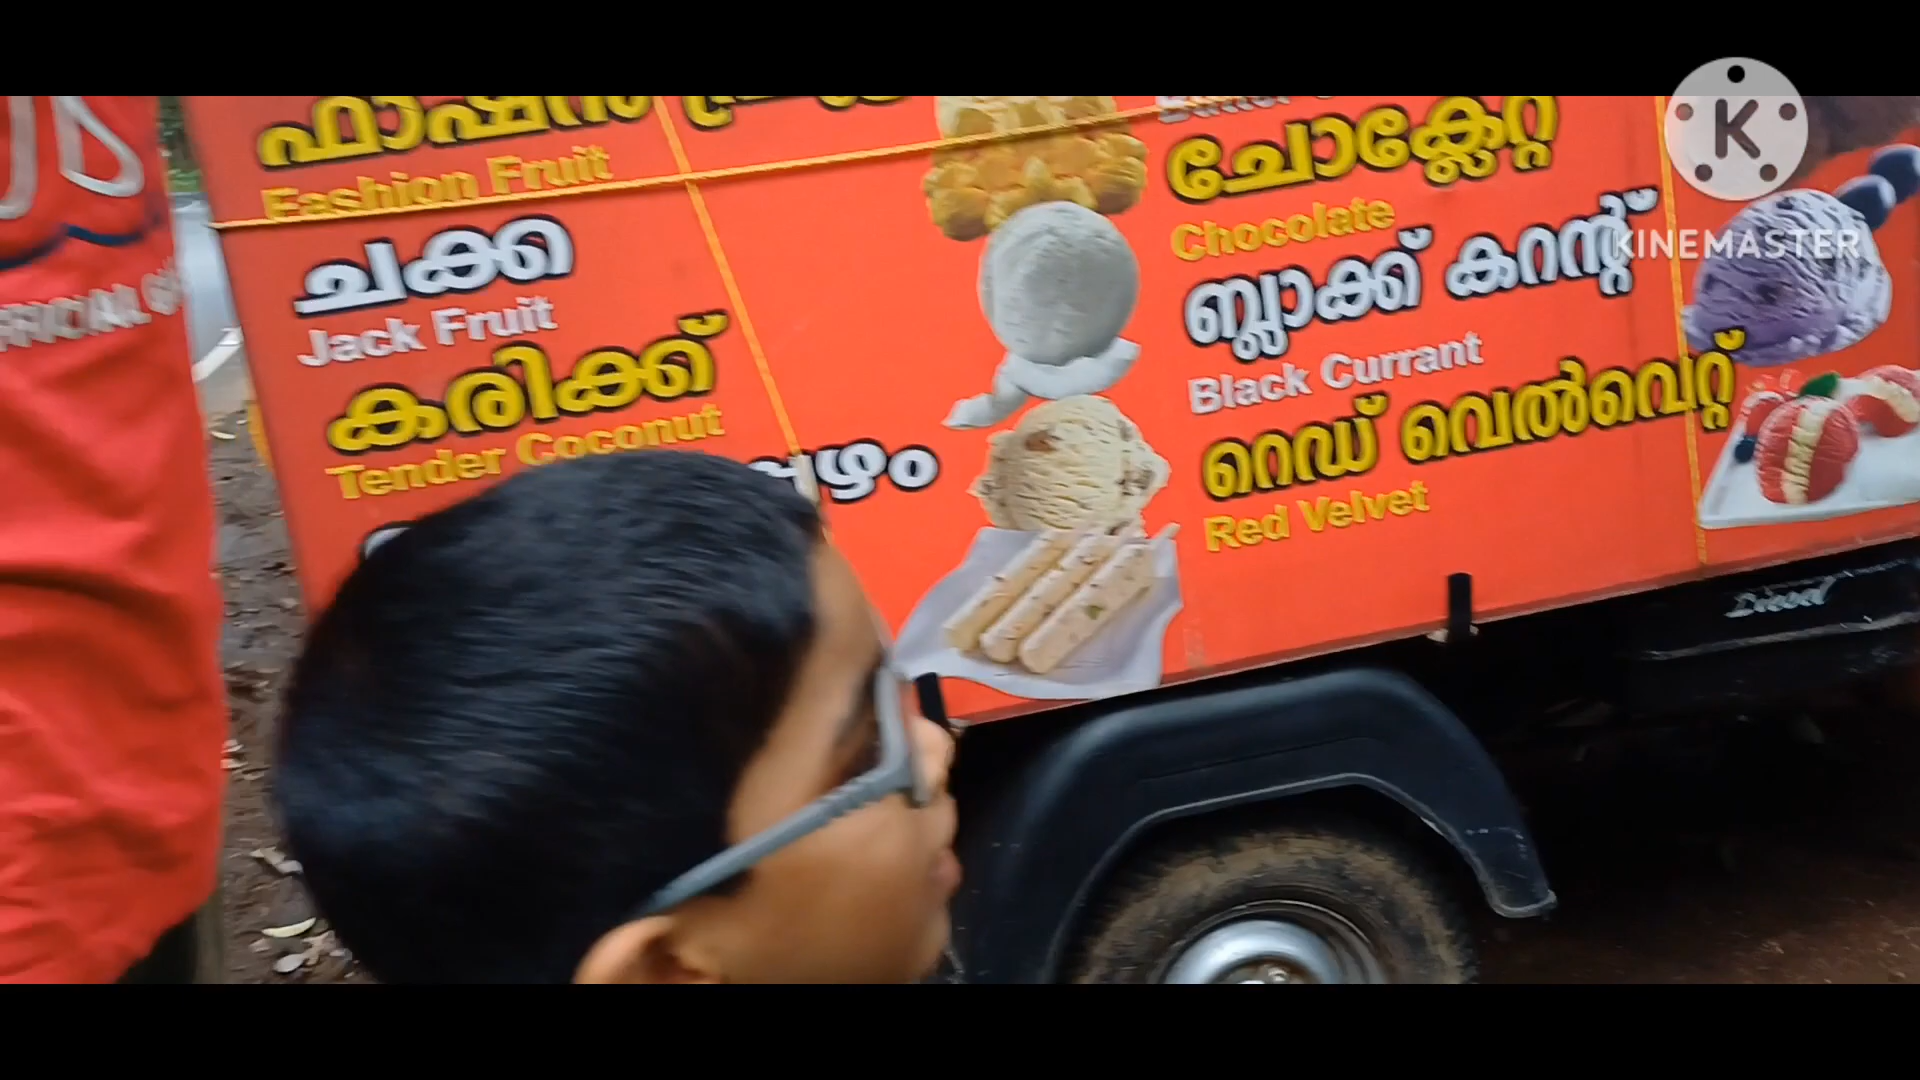 ഫാഷൻ ഫ്രൂട്ട്
Fashion Fruit
ചക്ക
Jack Fruit
കരിക്ക്
Tender Coconut
ചോക്ലേറ്റ്
Chocolate
ബ്ലാക്ക് കറന്റ്
Black Currant
റെഡ് വെൽവെറ്റ്
Red Velvet
KINEMASTER